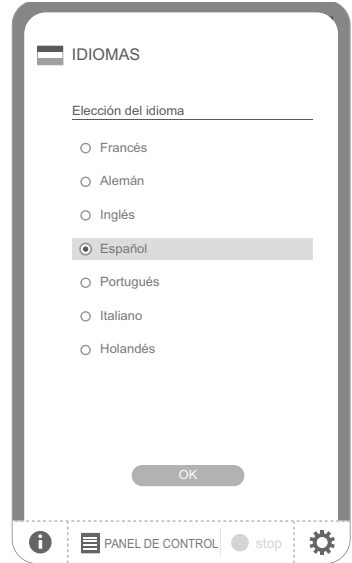 IDIOMAS
Elección del idioma
Francés
Alemán
Inglés
Español
Portugués
Italiano
Holandés
OK
PANEL DE CONTROL stop